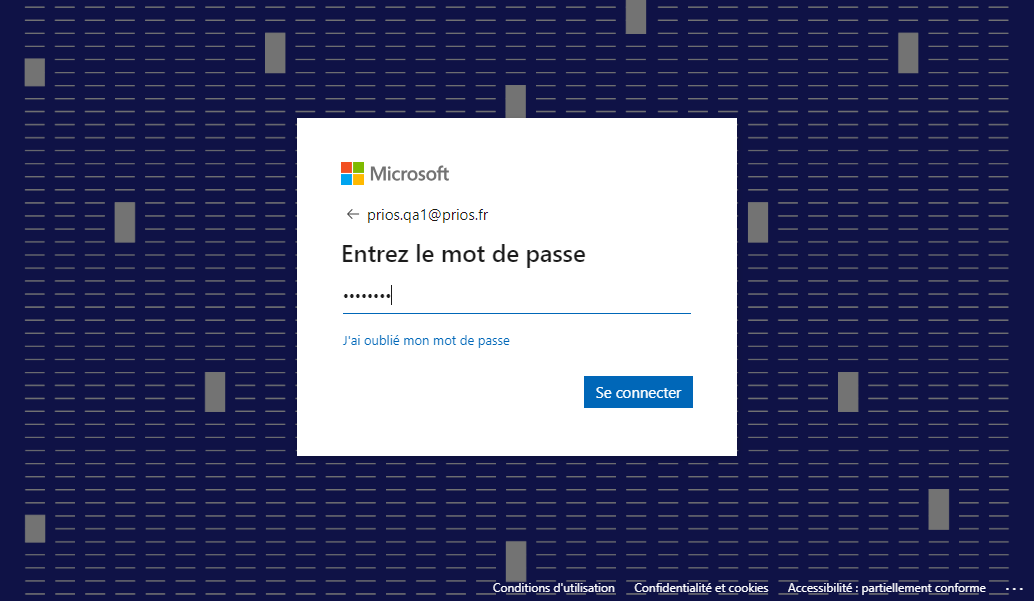 Microsoft
← prios.qa1@prios.fr
Entrez le mot de passe
••••••••
J'ai oublié mon mot de passe
Se connecter
Conditions d'utilisation Confidentialité et cookies Accessibilité : partiellement conforme ...